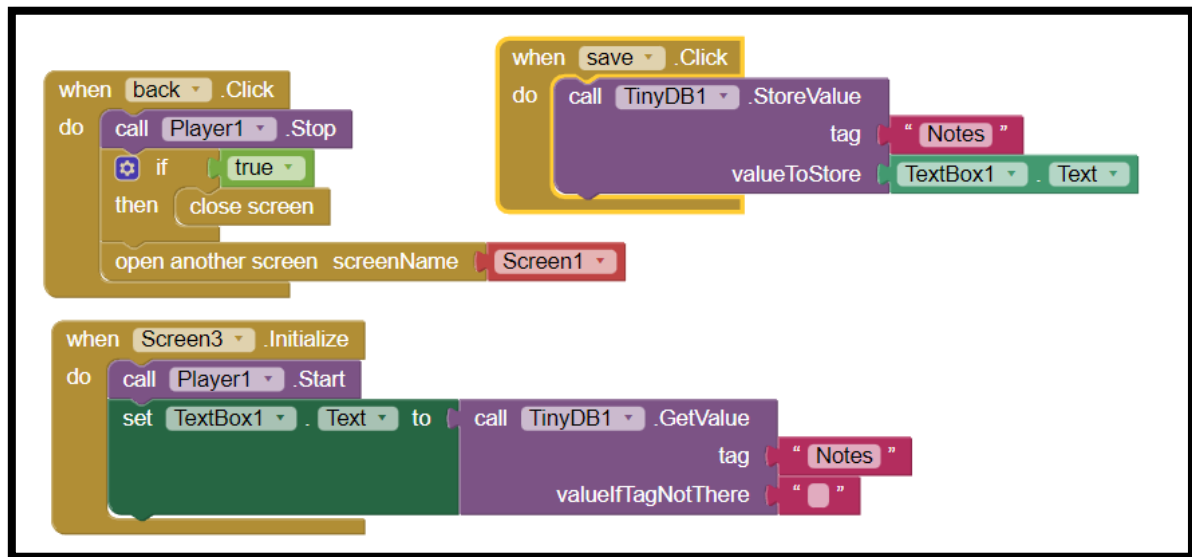 when back .Click
do call Player1 .Stop
if true
then close screen
open another screen screenName Screen1
when save .Click
do call TinyDB1 .StoreValue
tag " Notes "
valueToStore TextBox1 . Text
when Screen3 .Initialize
do call Player1 .Start
set TextBox1 . Text to call TinyDB1 .GetValue
tag " Notes "
valueIfTagNotThere " "